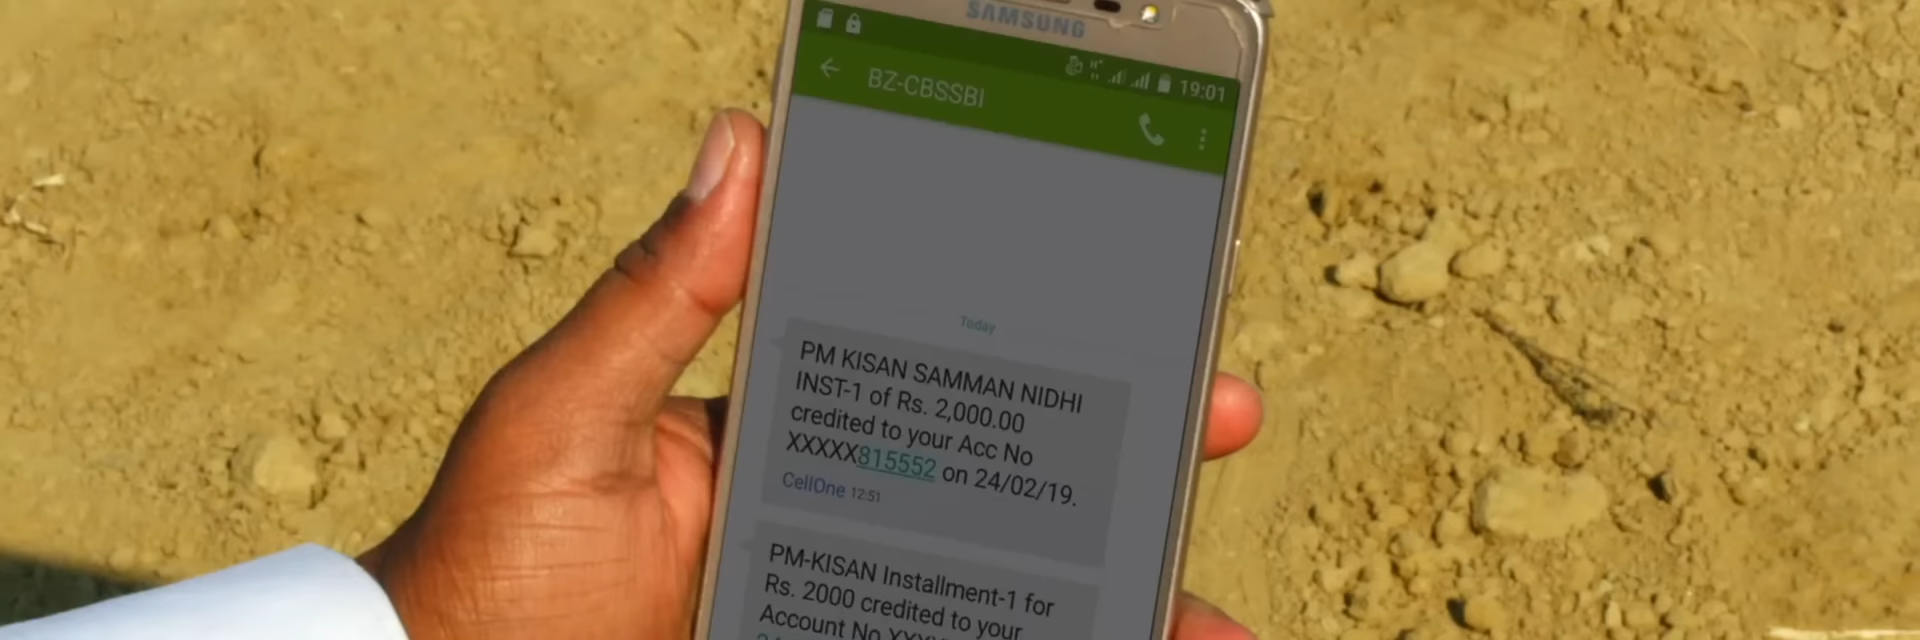 SAMSUNG
19:01
BZ-CBSSBI
Today
PM KISAN SAMMAN NIDHI
INST-1 of Rs. 2,000.00
credited to your Acc No
XXXXX815552 on 24/02/19.
CellOne 12:51
PM-KISAN Installment-1 for
Rs. 2000 credited to your
Account No